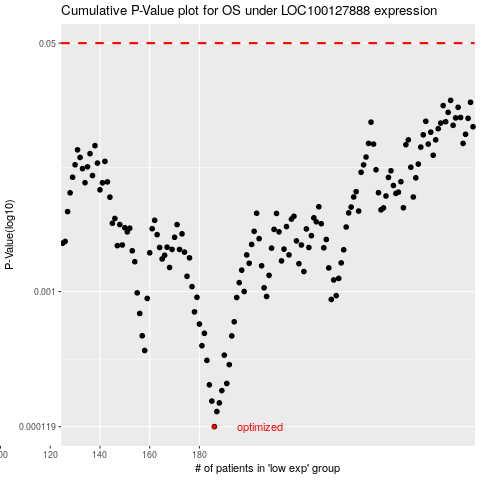 Cumulative P-Value plot for OS under LOC100127888 expression
P-Value(log10)
0.05
0.001
0.000119
optimized
00 120 140 160 180
# of patients in 'low exp' group